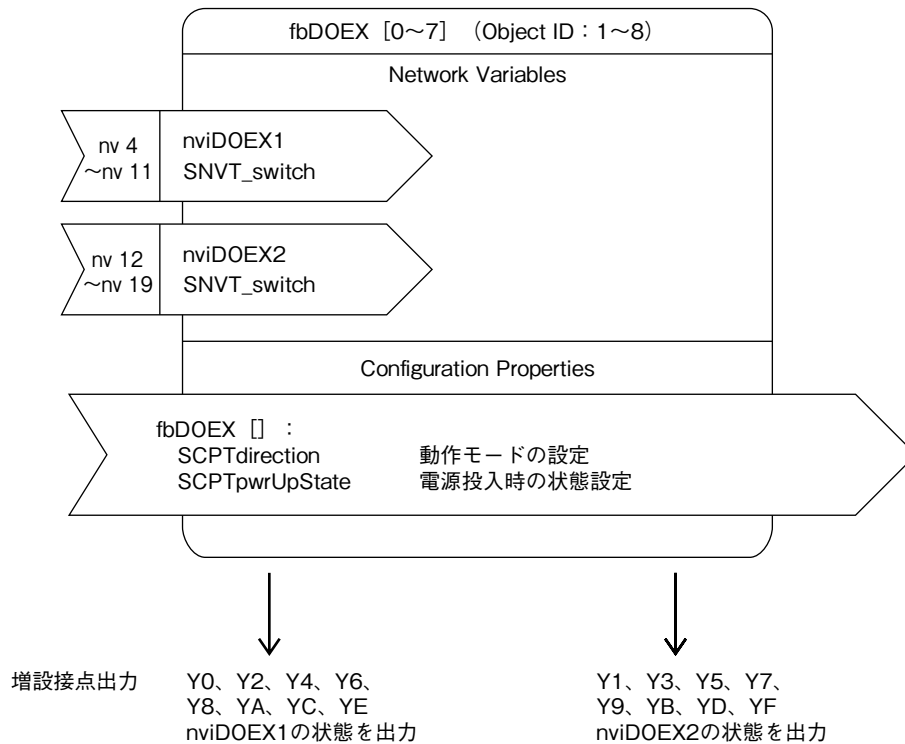 fbDOEX［0～7］（Object ID：1～8）
Network Variables
nv 4
～nv 11
nviDOEX1
SNVT_switch
nv 12
～nv 19
nviDOEX2
SNVT_switch
Configuration Properties
fbDOEX［］：
SCPTdirection 動作モードの設定
SCPTpwrUpState 電源投入時の状態設定
増設接点出力
Y0、Y2、Y4、Y6、
Y8、YA、YC、YE
nviDOEX1の状態を出力
Y1、Y3、Y5、Y7、
Y9、YB、YD、YF
nviDOEX2の状態を出力